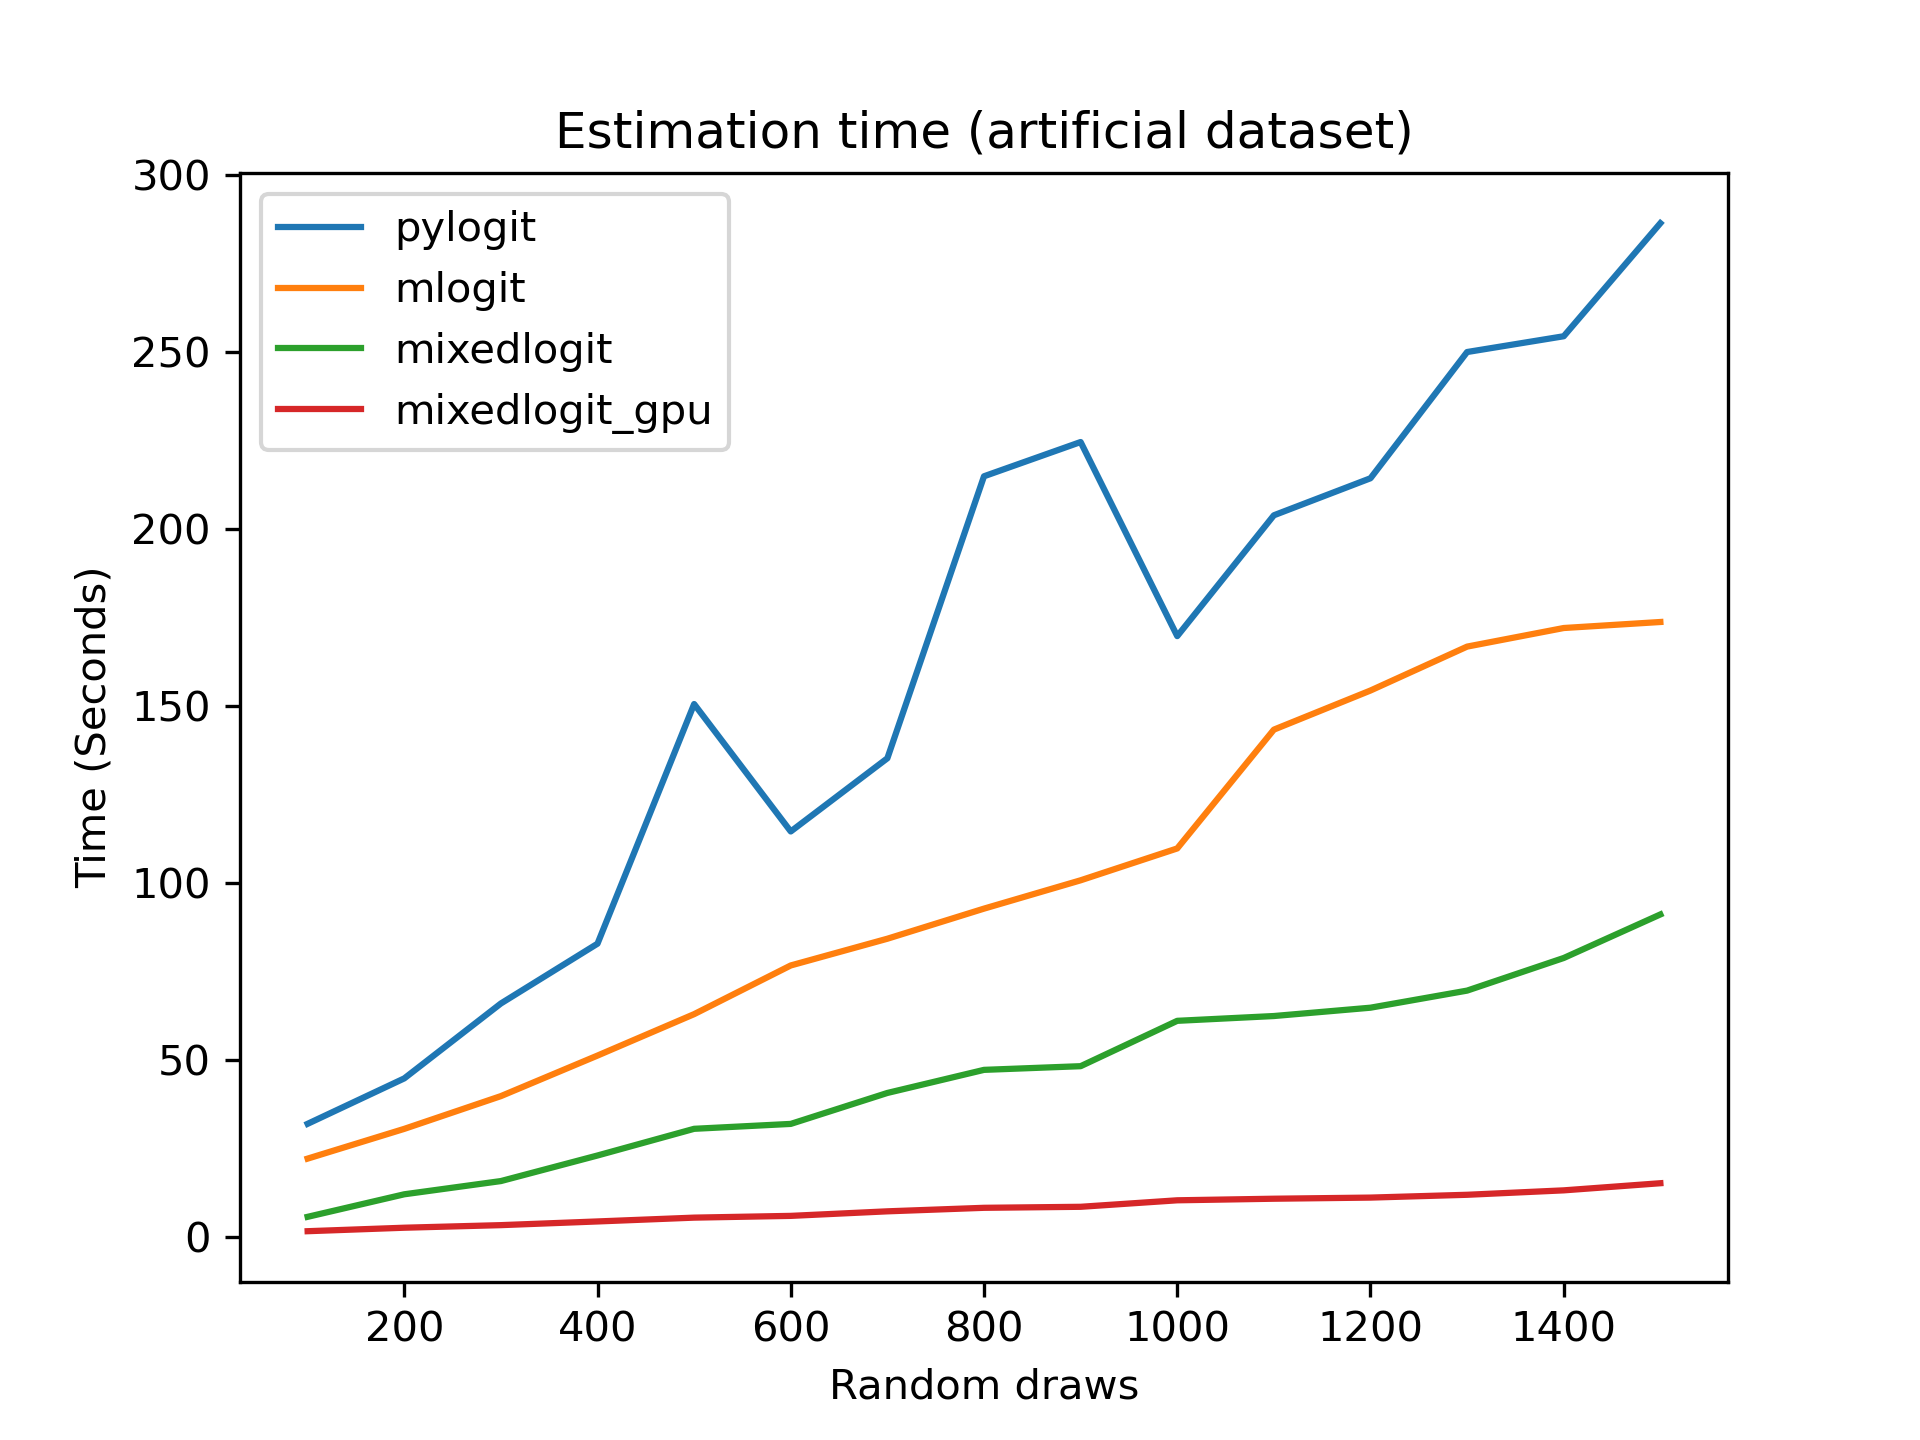 Estimation time (artificial dataset)
300
250
200
150
100
50
0
Time (Seconds)
pylogit
mlogit
mixedlogit
mixedlogit_gpu
200 400 600 800 1000 1200 1400
Random draws